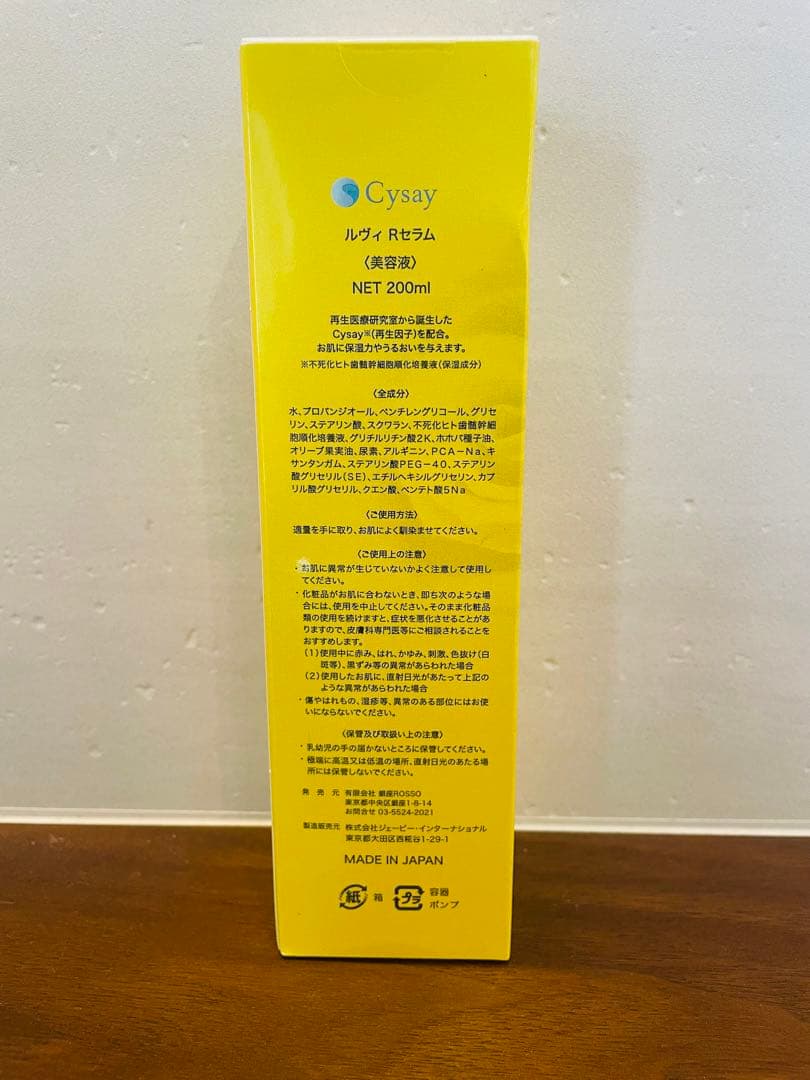 Cysay
ルヴィ Rセラム
〈美容液〉
NET 200ml
再生医療研究室から誕生した
Cysay※(再生因子)を配合。
お肌に保湿力やうるおいを与えます。
※不死化ヒト歯髄幹細胞順化培養液(保湿成分)
〈全成分〉
水、プロパンジオール、ペンチレングリコール、グリセ
リン、ステアリン酸、スクワラン、不死化ヒト歯髄幹細
胞順化培養液、グリチルリチン酸2K、ホホバ種子油、
オリーブ果実油、尿素、アルギニン、PCA-Na、キ
サンタンガム、ステアリン酸PEG-40、ステアリン
酸グリセリル(SE)、エチルヘキシルグリセリン、カプ
リル酸グリセリル、クエン酸、ペンテト酸5Na
〈ご使用方法〉
適量を手に取り、お肌によく馴染ませてください。
〈ご使用上の注意〉
・お肌に異常が生じていないかよく注意して使用し
てください。
・化粧品がお肌に合わないとき、即ち次のような場
合には、使用を中止してください。そのまま化粧品
類の使用を続けますと、症状を悪化させることがあ
りますので、皮膚科専門医等にご相談されることを
おすすめします。
(1)使用中に赤み、はれ、かゆみ、刺激、色抜け(白
斑等)、黒ずみ等の異常があらわれた場合
(2)使用したお肌に、直射日光があたって上記の
ような異常があらわれた場合
・傷やはれもの、湿疹等、異常のある部位にはお使
いにならないでください。
〈保管及び取扱い上の注意〉
・乳幼児の手の届かないところに保管してください。
・極端に高温又は低温の場所、直射日光のあたる場
所には保管しないでください。
発売元 有限会社 銀座ROSSO
東京都中央区銀座1-8-14
お問合せ 03-5524-2021
製造販売元 株式会社ジェーピー・インターナショナル
東京都大田区西糀谷1-29-1
MADE IN JAPAN
紙 箱 プラ 容器
ポンプ